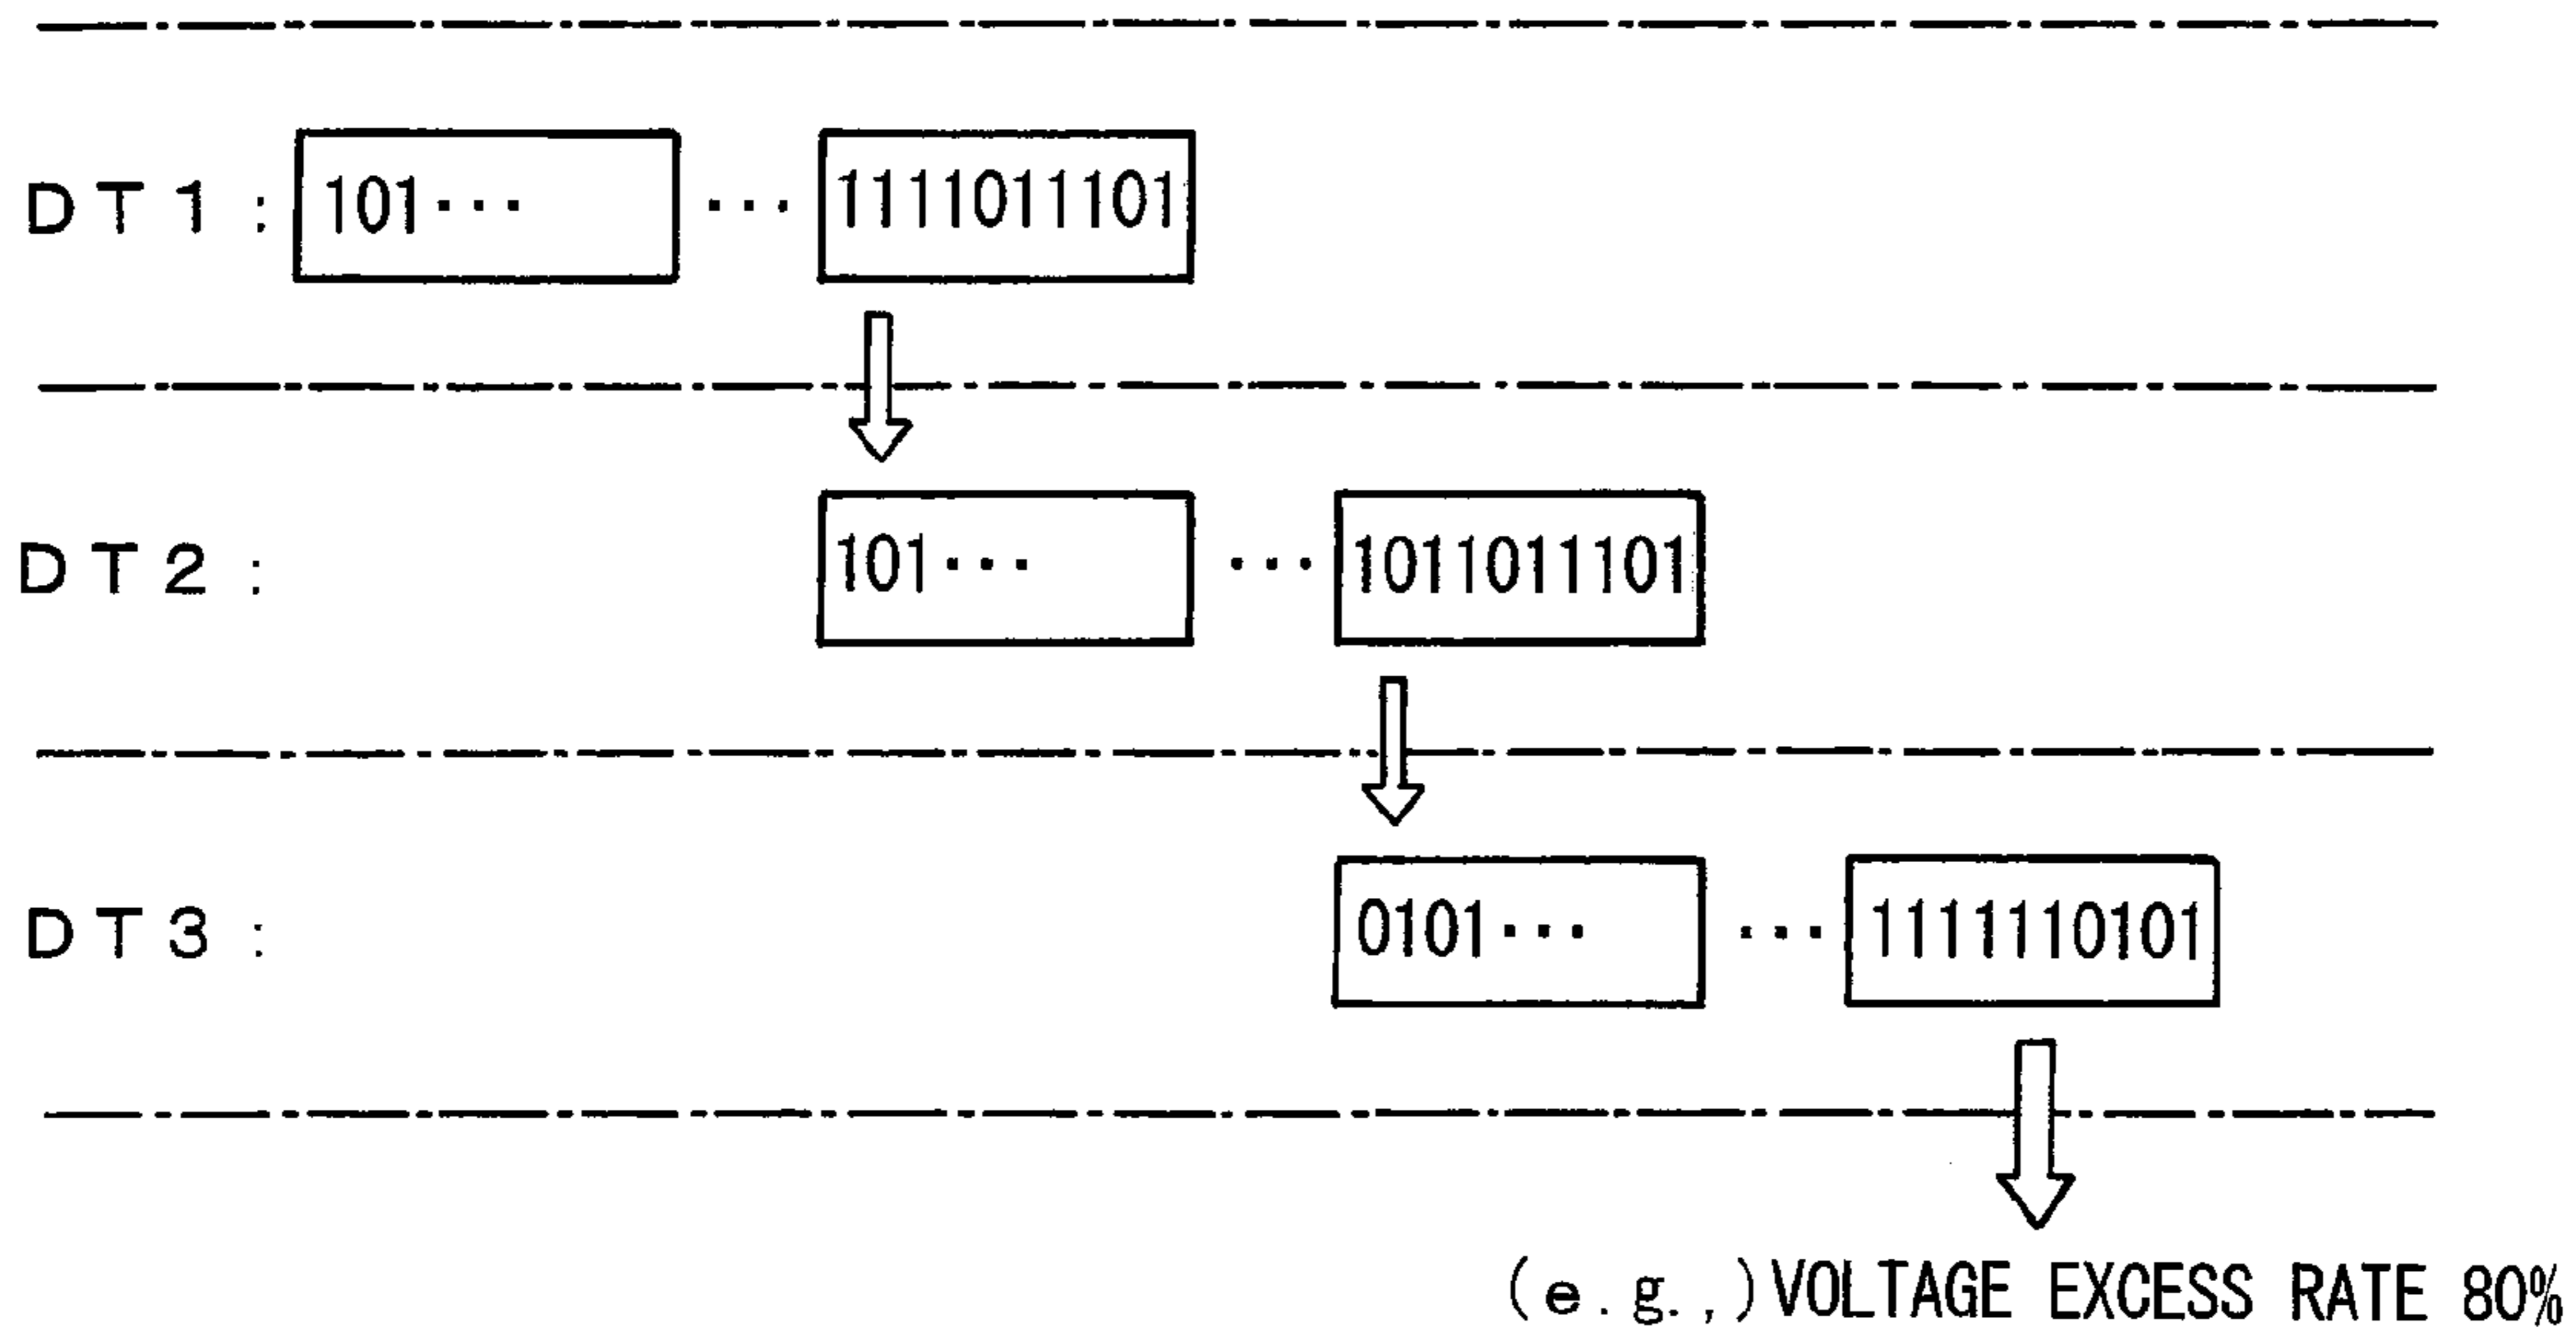 DT1: 101··· ··· 1111011101
DT2: 101··· ··· 1011011101
DT3: 0101··· ··· 1111110101
(e.g.,)VOLTAGE EXCESS RATE 80%